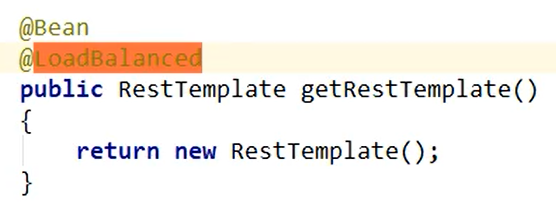 @Bean
@LoadBalanced
public RestTemplate getRestTemplate()
{
    return new RestTemplate();
}